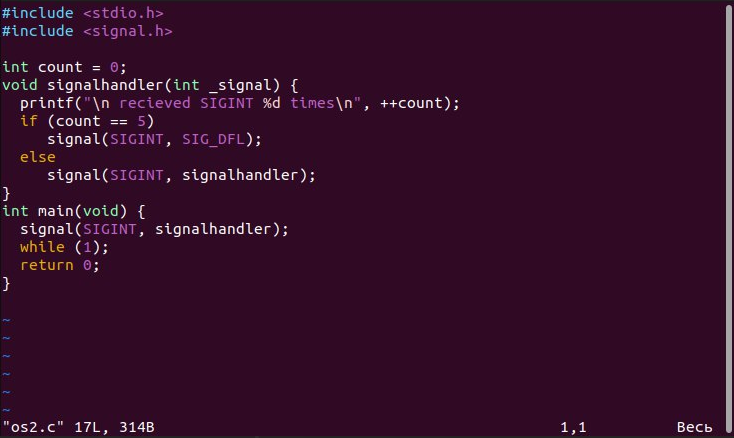 #include <stdio.h>
#include <signal.h>

int count = 0;
void signalhandler(int _signal) {
  printf("\n recieved SIGINT %d times\n", ++count);
  if (count == 5)
     signal(SIGINT, SIG_DFL);
  else
     signal(SIGINT, signalhandler);
}
int main(void) {
  signal(SIGINT, signalhandler);
  while (1);
  return 0;
}

~
~
~
~
~
~
"os2.c" 17L, 314B 1,1 Весь